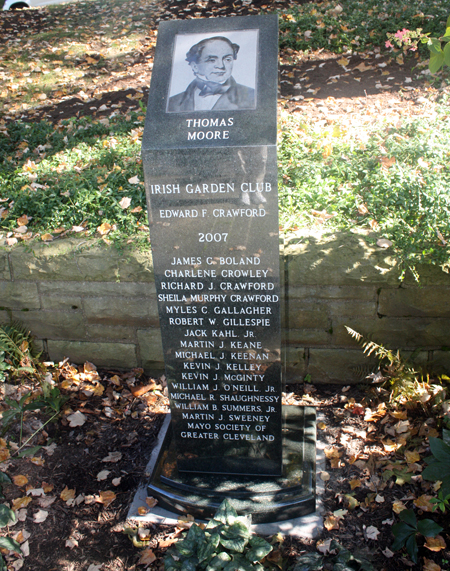 THOMAS
MOORE
IRISH GARDEN CLUB
EDWARD F. CRAWFORD
2007
JAMES G. BOLAND
CHARLENE CROWLEY
RICHARD J. CRAWFORD
SHEILA MURPHY CRAWFORD
MYLES C. GALLAGHER
ROBERT W. GILLESPIE
JACK KAHL, JR.
MARTIN J. KEANE
MICHAEL J. KEENAN
KEVIN J. KELLEY
KEVIN J. McGINTY
WILLIAM J. O'NEILL, JR.
MICHAEL R. SHAUGHNESSY
WILLIAM B. SUMMERS, JR.
MARTIN J. SWEENEY
MAYO SOCIETY OF
GREATER CLEVELAND